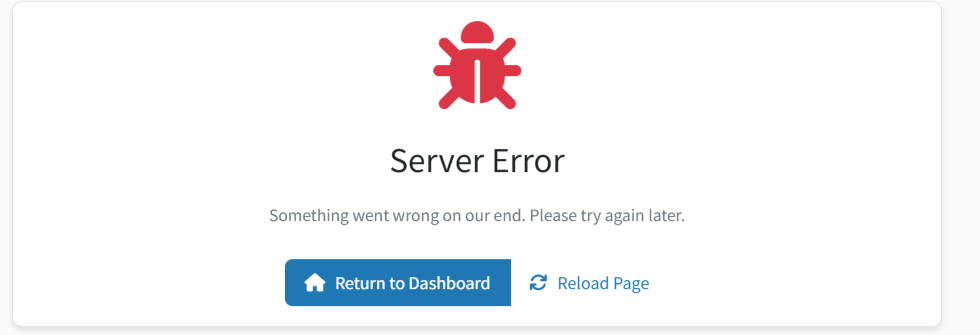 Server Error
Something went wrong on our end. Please try again later.
Return to Dashboard
Reload Page